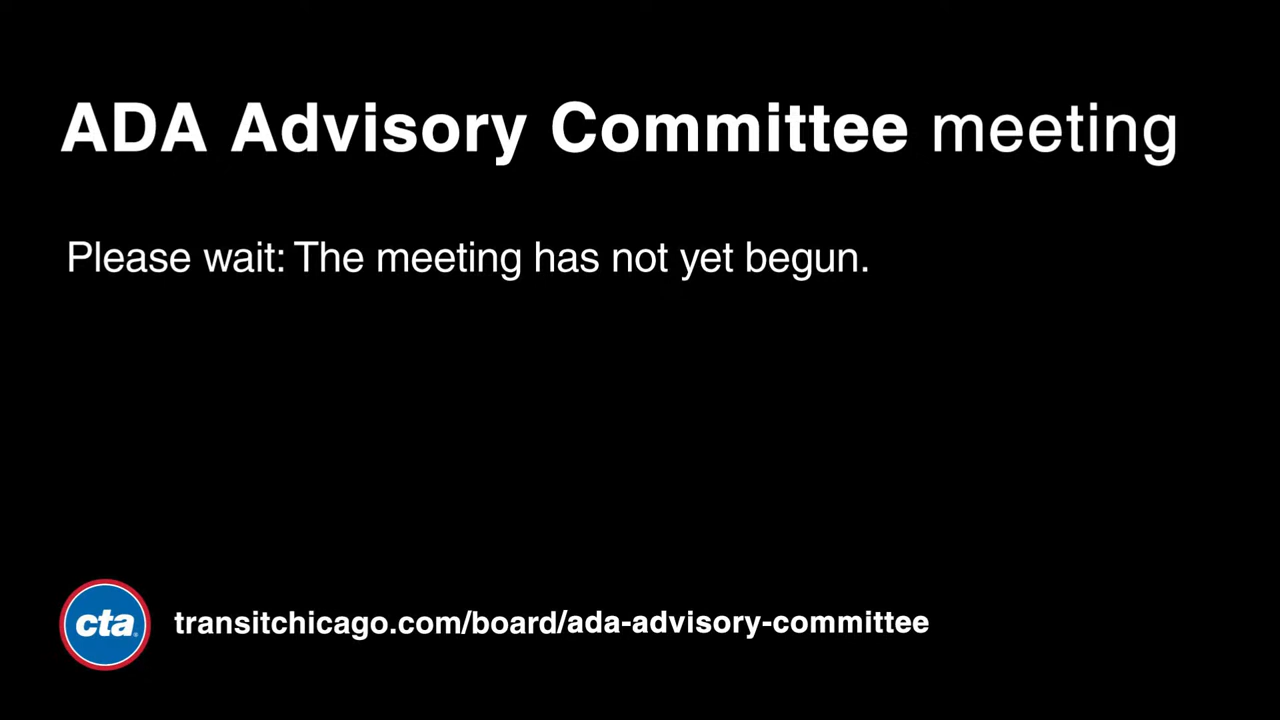 ADA Advisory Committee meeting
Please wait: The meeting has not yet begun.
cta® transitchicago.com/board/ada-advisory-committee